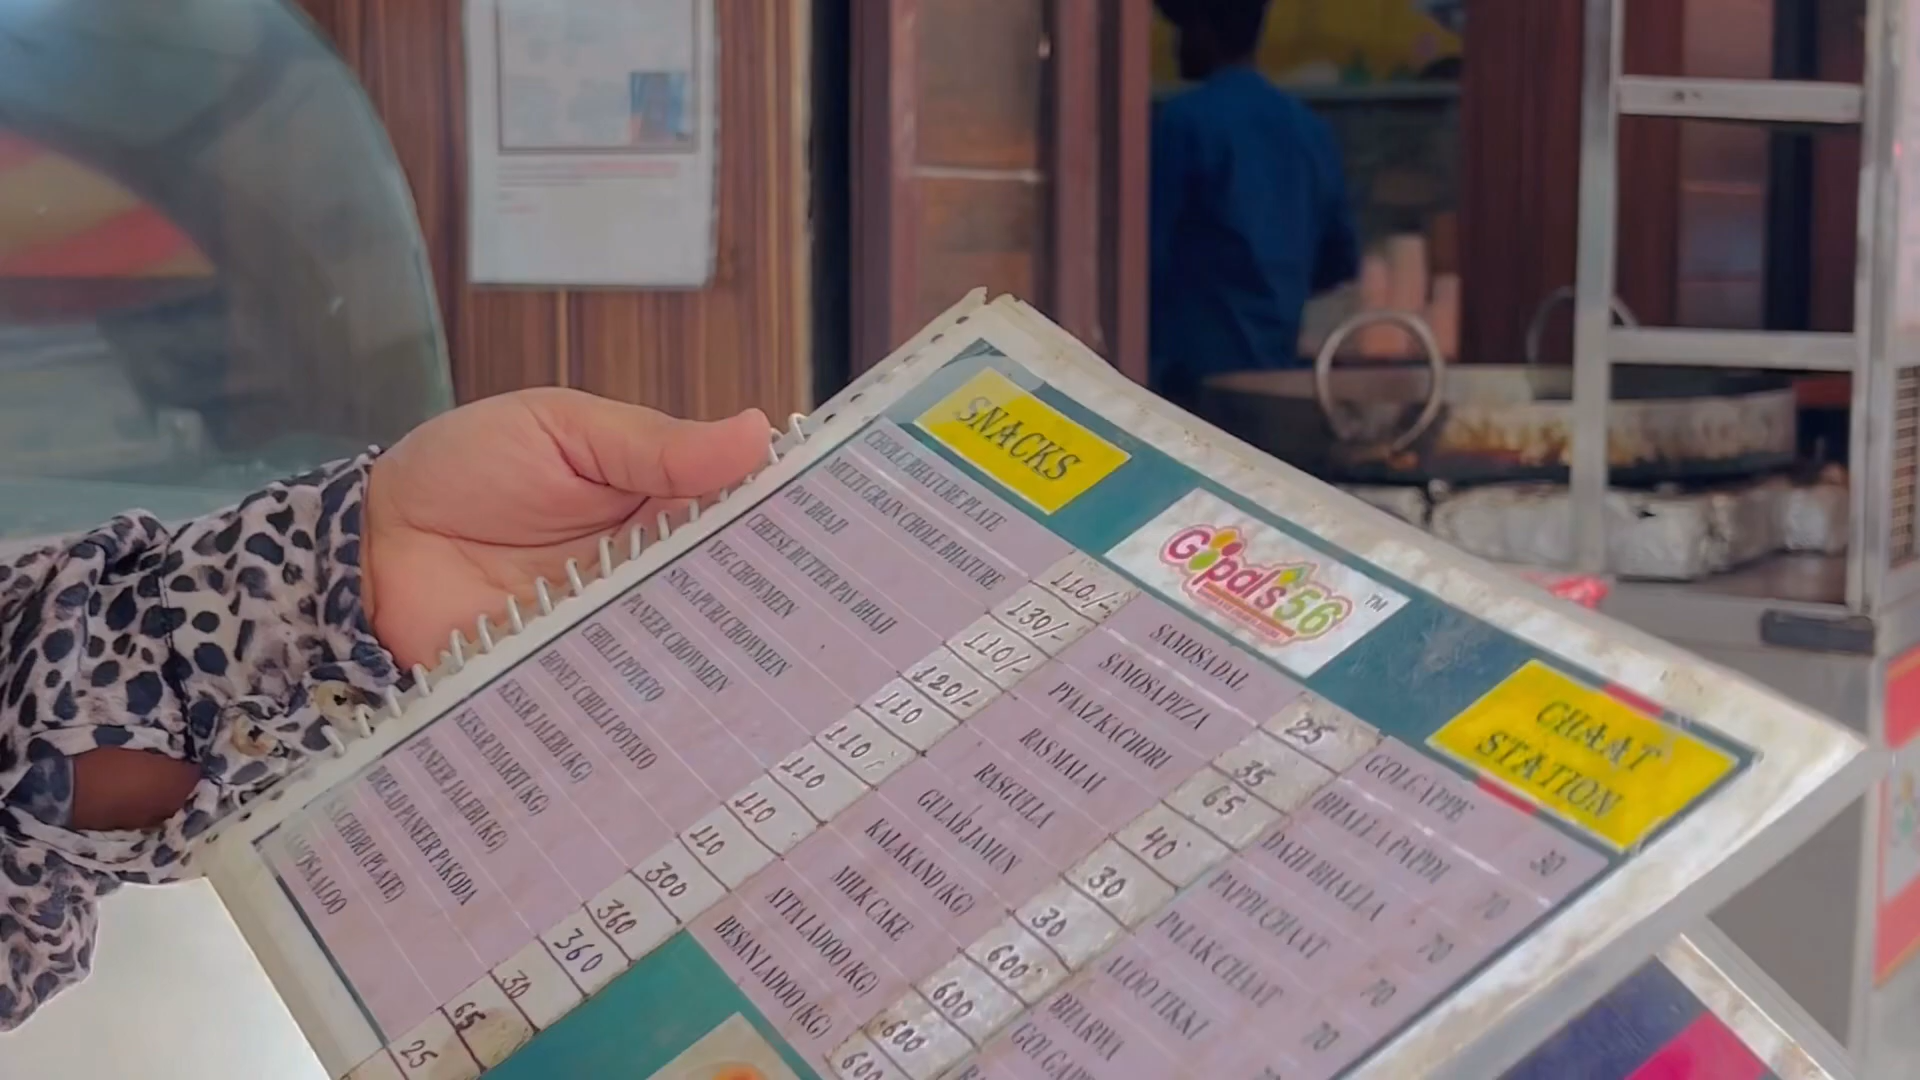 SNACKS
CHOLE BHATURE PLATE 110/-
MULTI GRAIN CHOLE BHATURE 130/-
PAV BHAJI 110/-
CHEESE BUTTER PAV BHAJI 120/-
VEG CHOWMEIN 110
SINGAPURI CHOWMEIN 110
PANEER CHOWMEIN 110
CHILLI POTATO 110
HONEY CHILLI POTATO 110
KESAR JALEBI (KG) 300
KESAR IMARTI (KG) 360
PANEER JALEBI (KG) 360
BREAD PANEER PAKODA 30
KACHORI (PLATE) 65
SAMOSA ALOO 25
Gopal's 56 ™
SAMOSA DAL 25
SAMOSA PIZZA 35
PYAAZ KACHORI 65
RAS MALAI 40
RASGULLA 30
GULAB JAMUN 30
KALAKAND (KG) 600
MILK CAKE 600
ATTA LADOO (KG) 600
BESAN LADOO (KG) 600
CHAAT
STATION
GOLGAPPE 30
BHALLA PAPDI 70
DAHI BHALLA 70
PAPDI CHAAT 70
PALAK CHAAT 70
ALOO TIKKI
BHARWA